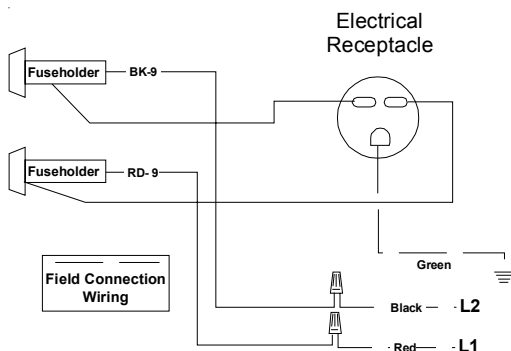 Electrical
Receptacle
Fuseholder
BK-9
Fuseholder
RD-9
Green
Field Connection
Wiring
Black
L2
Red
L1